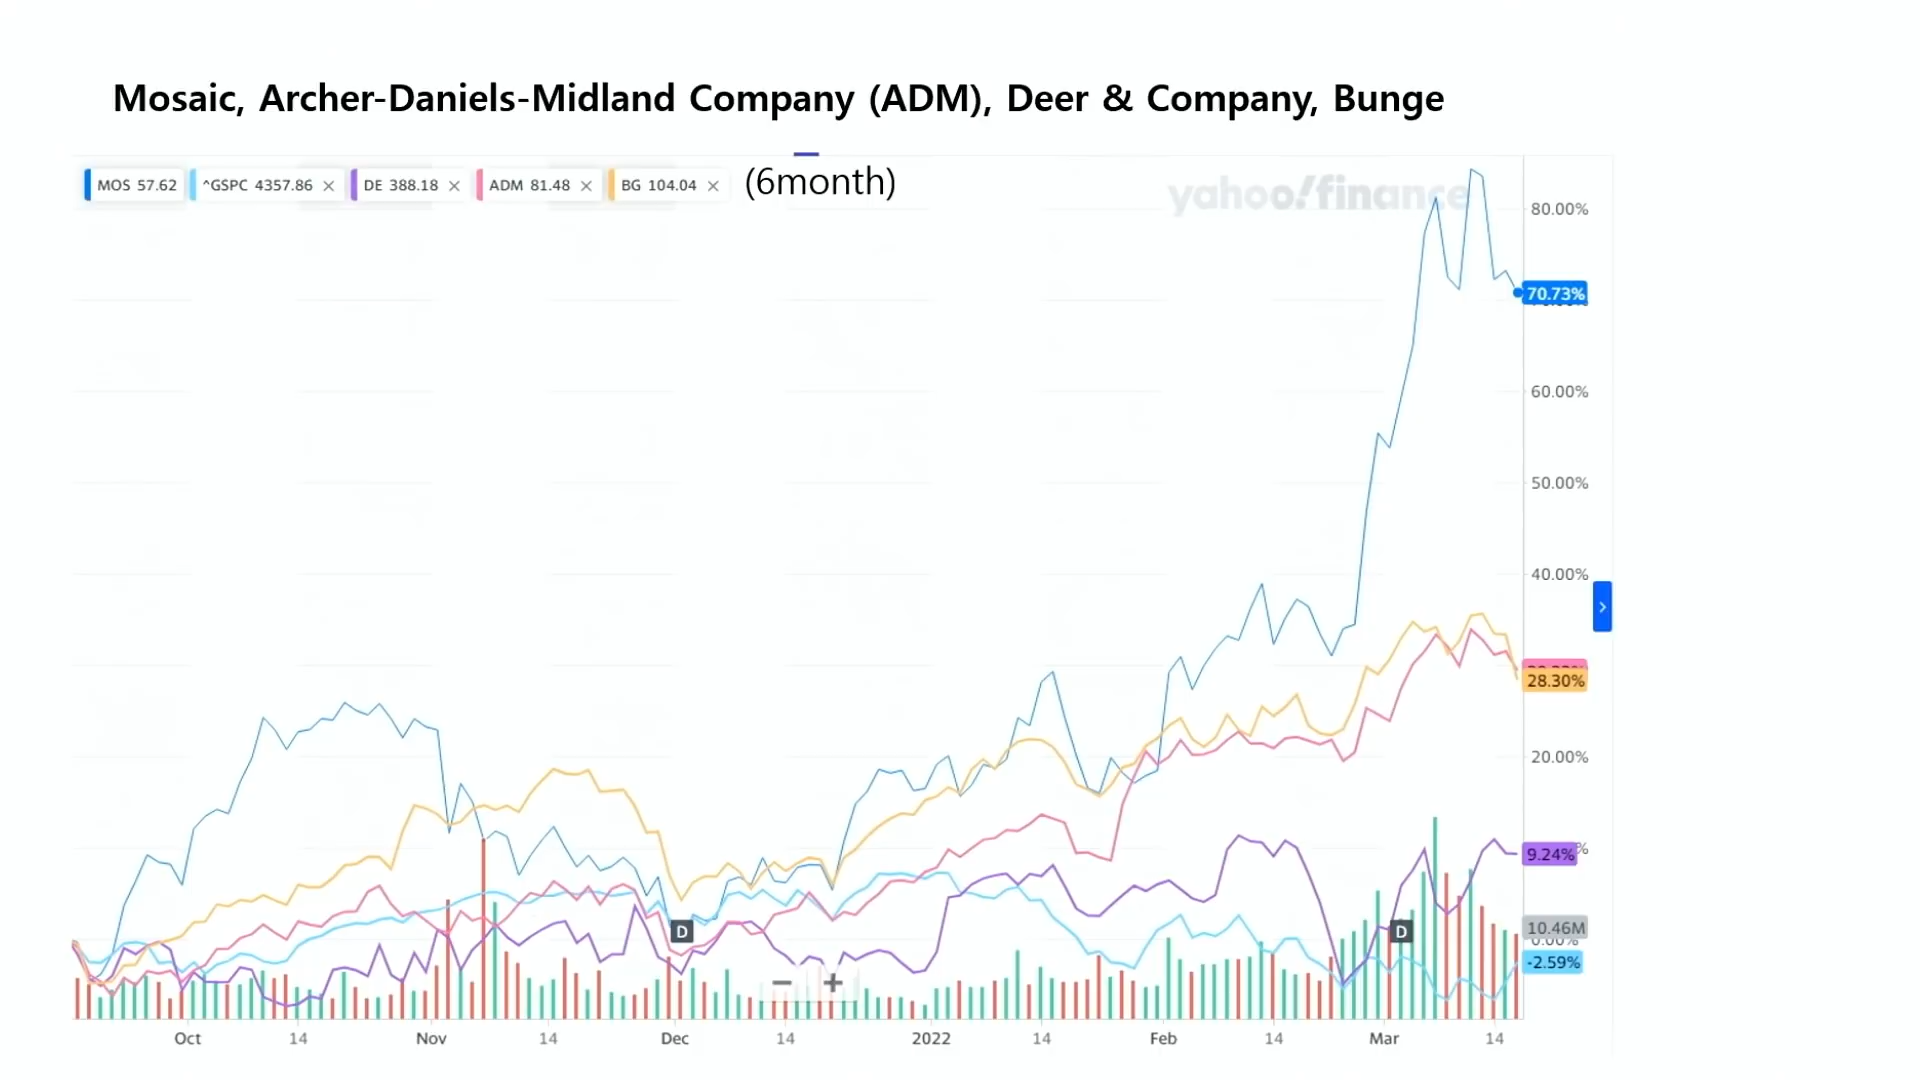 Mosaic, Archer-Daniels-Midland Company (ADM), Deer & Company, Bunge
MOS 57.62 ^GSPC 4357.86 × DE 388.18 × ADM 81.48 × BG 104.04 × (6month)
yahoo!finance
80.00%
70.73%
60.00%
50.00%
40.00%
28.30%
20.00%
9.24%
D D
10.46M
0.00%
-2.59%
− +
Oct 14 Nov 14 Dec 14 2022 14 Feb 14 Mar 14